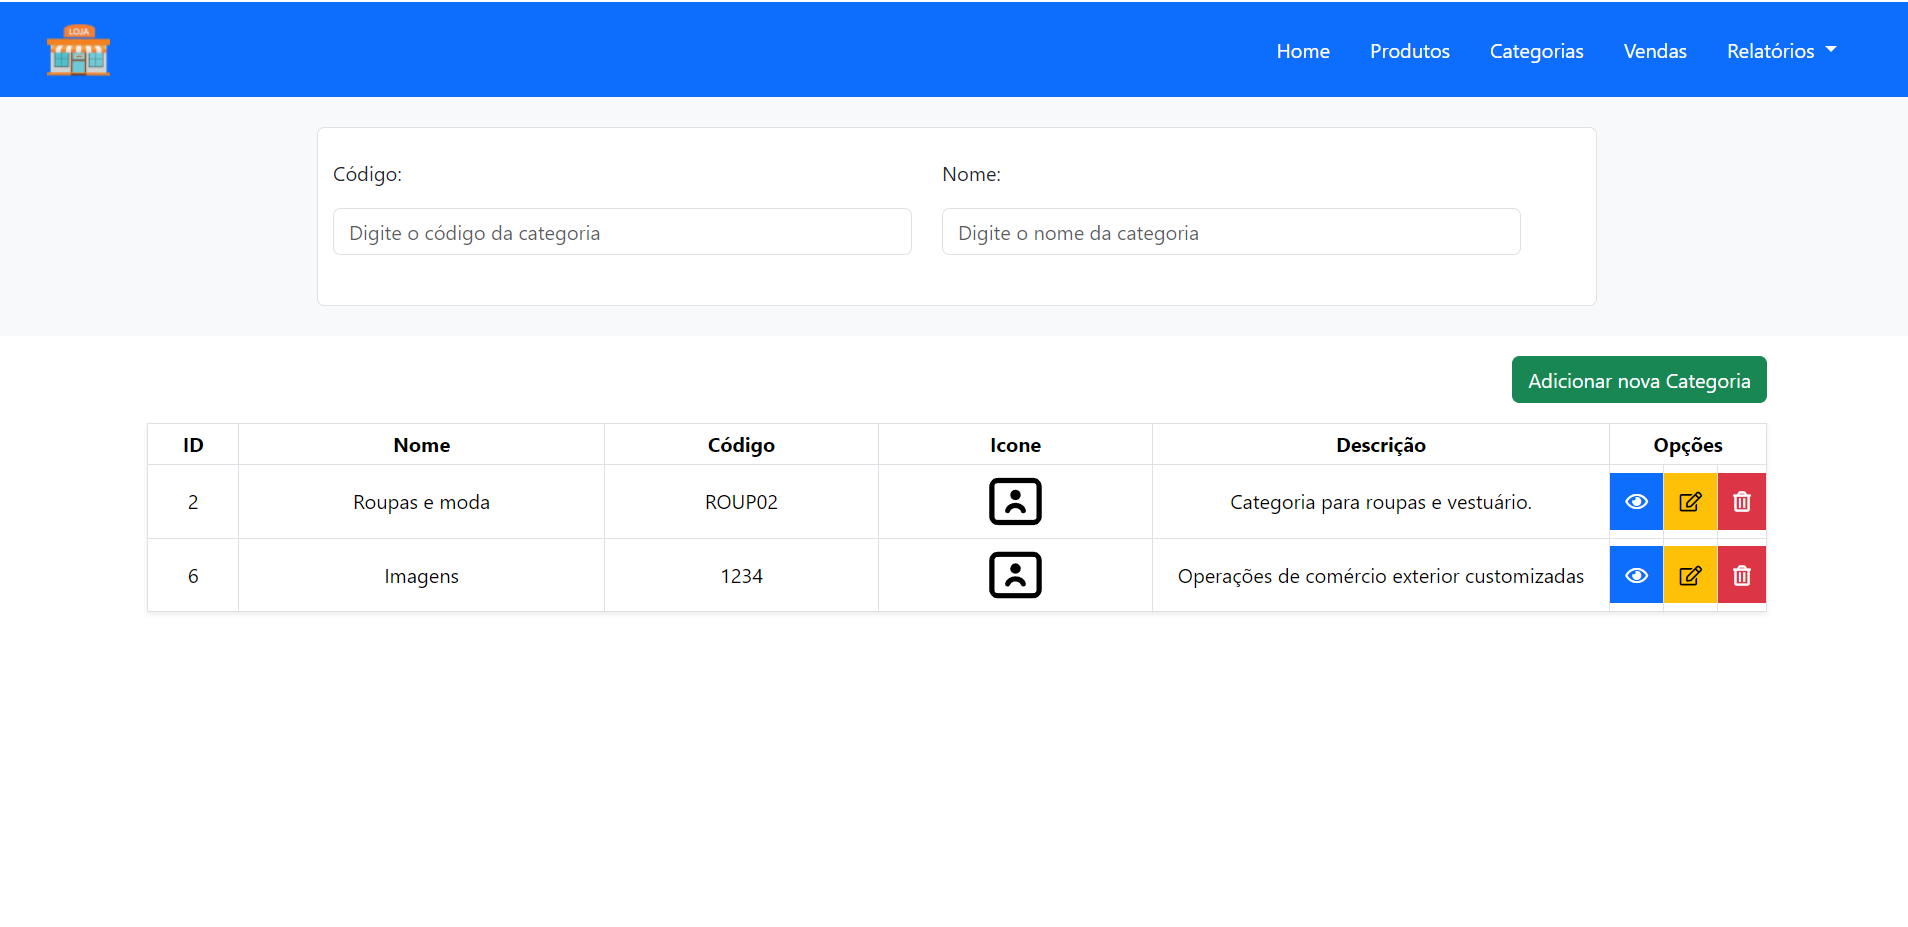 LOJA
Home Produtos Categorias Vendas Relatórios
Código: Nome:
Digite o código da categoria Digite o nome da categoria
Adicionar nova Categoria
ID Nome Código Icone Descrição Opções
2 Roupas e moda ROUP02 Categoria para roupas e vestuário.
6 Imagens 1234 Operações de comércio exterior customizadas